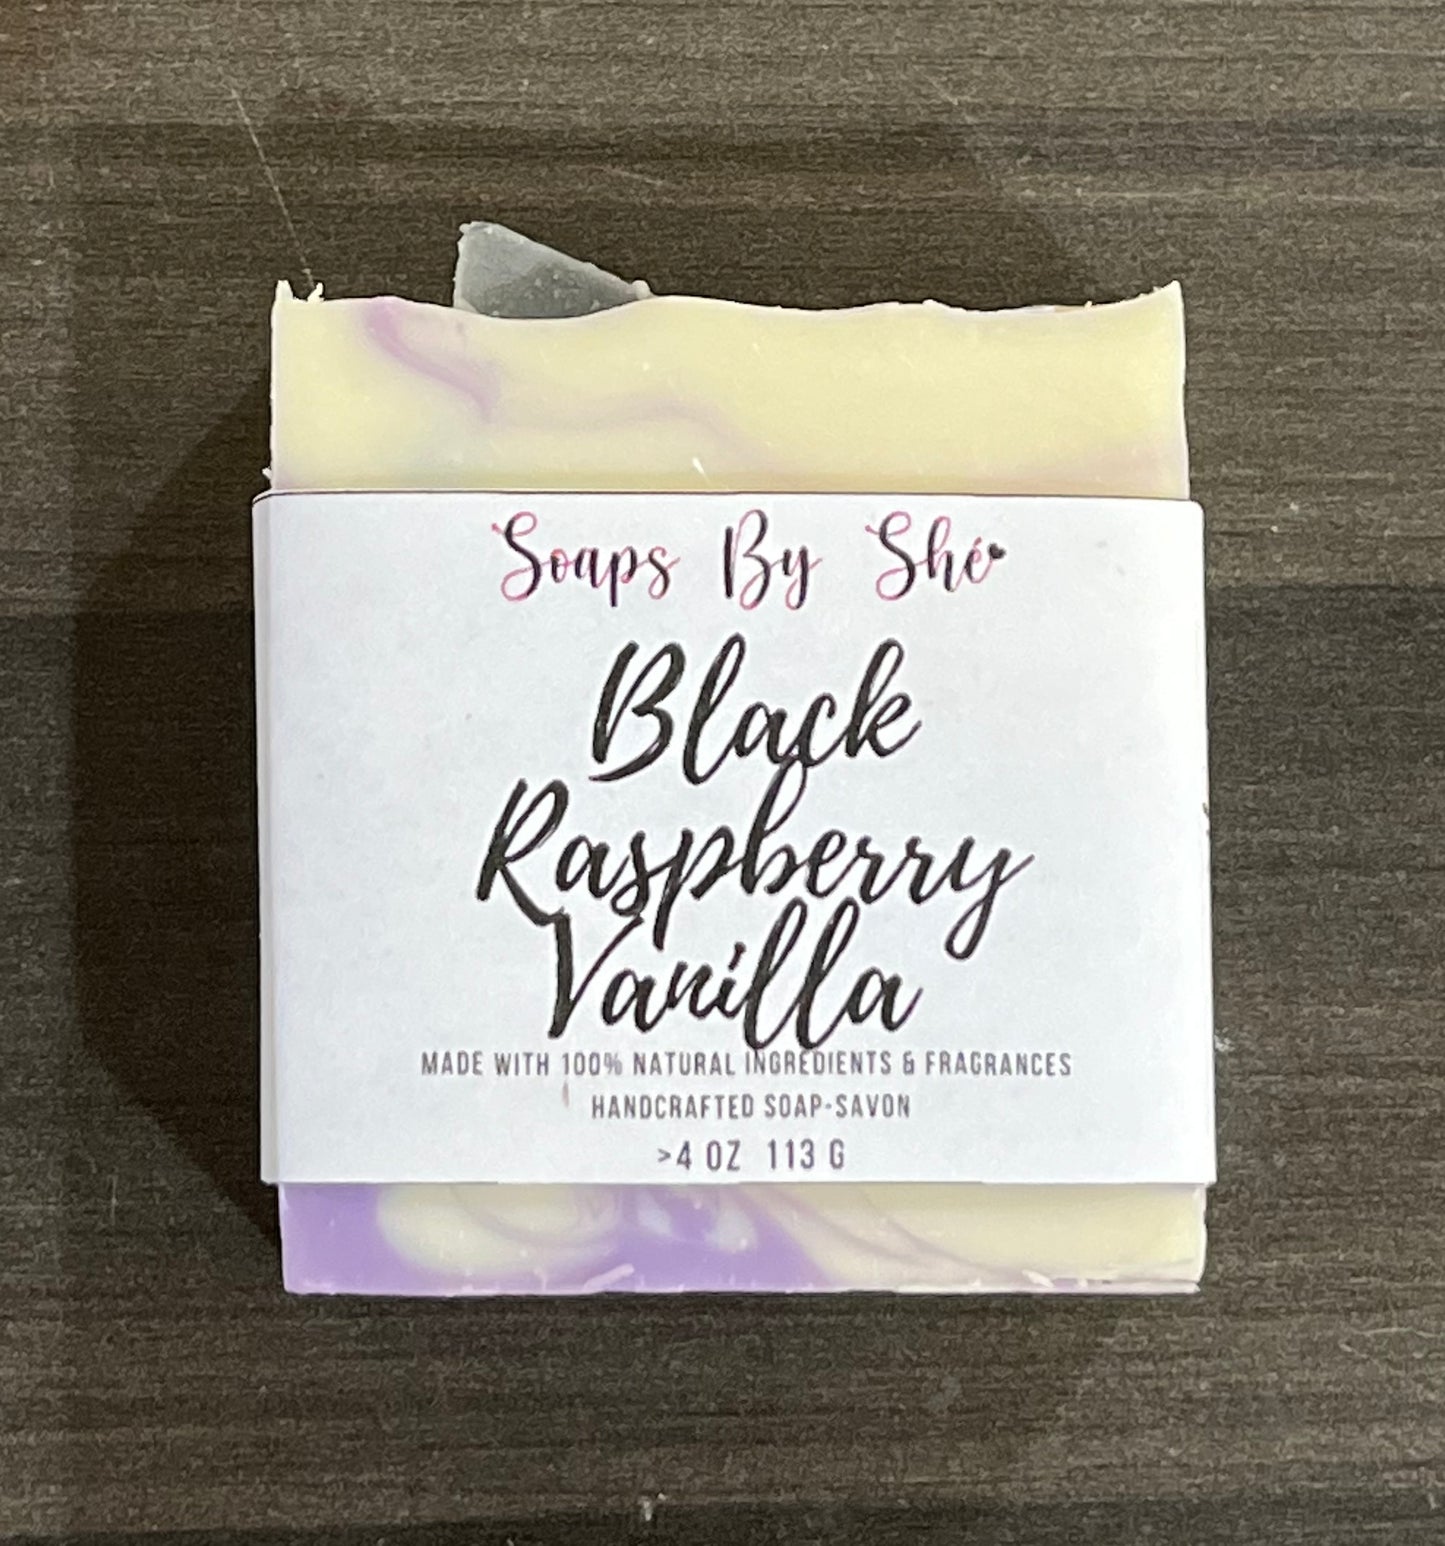 Soaps By Shé
Black
Raspberry
Vanilla
MADE WITH 100% NATURAL INGREDIENTS & FRAGRANCES
HANDCRAFTED SOAP-SAVON
>4 OZ 113 G